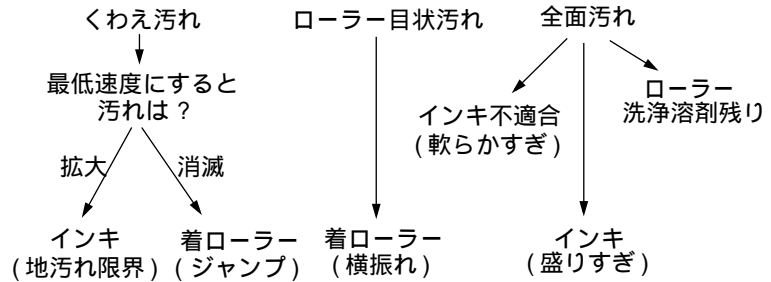 くわえ汚れ
最低速度にすると
汚れは?
拡大
消滅
インキ
(地汚れ限界)
着ローラー
(ジャンプ)
ローラー目状汚れ
着ローラー
(横振れ)
全面汚れ
インキ不適合
(軟らかすぎ)
インキ
(盛りすぎ)
ローラー
洗浄溶剤残り